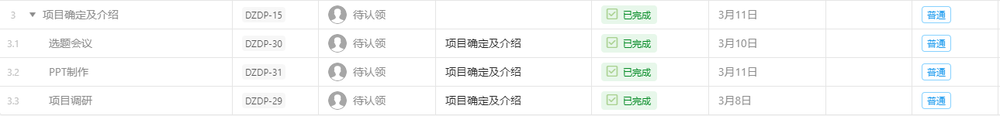 3 项目确定及介绍 DZDP-15 待认领 已完成 3月11日 普通
3.1 选题会议 DZDP-30 待认领 项目确定及介绍 已完成 3月10日 普通
3.2 PPT制作 DZDP-31 待认领 项目确定及介绍 已完成 3月11日 普通
3.3 项目调研 DZDP-29 待认领 项目确定及介绍 已完成 3月8日 普通